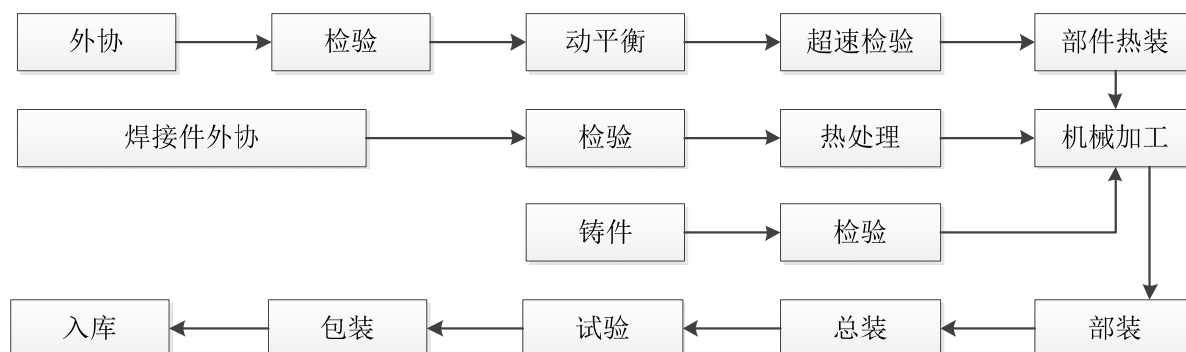 外协 检验 动平衡 超速检验 部件热装
焊接件外协 检验 热处理 机械加工
铸件 检验
入库 包装 试验 总装 部装